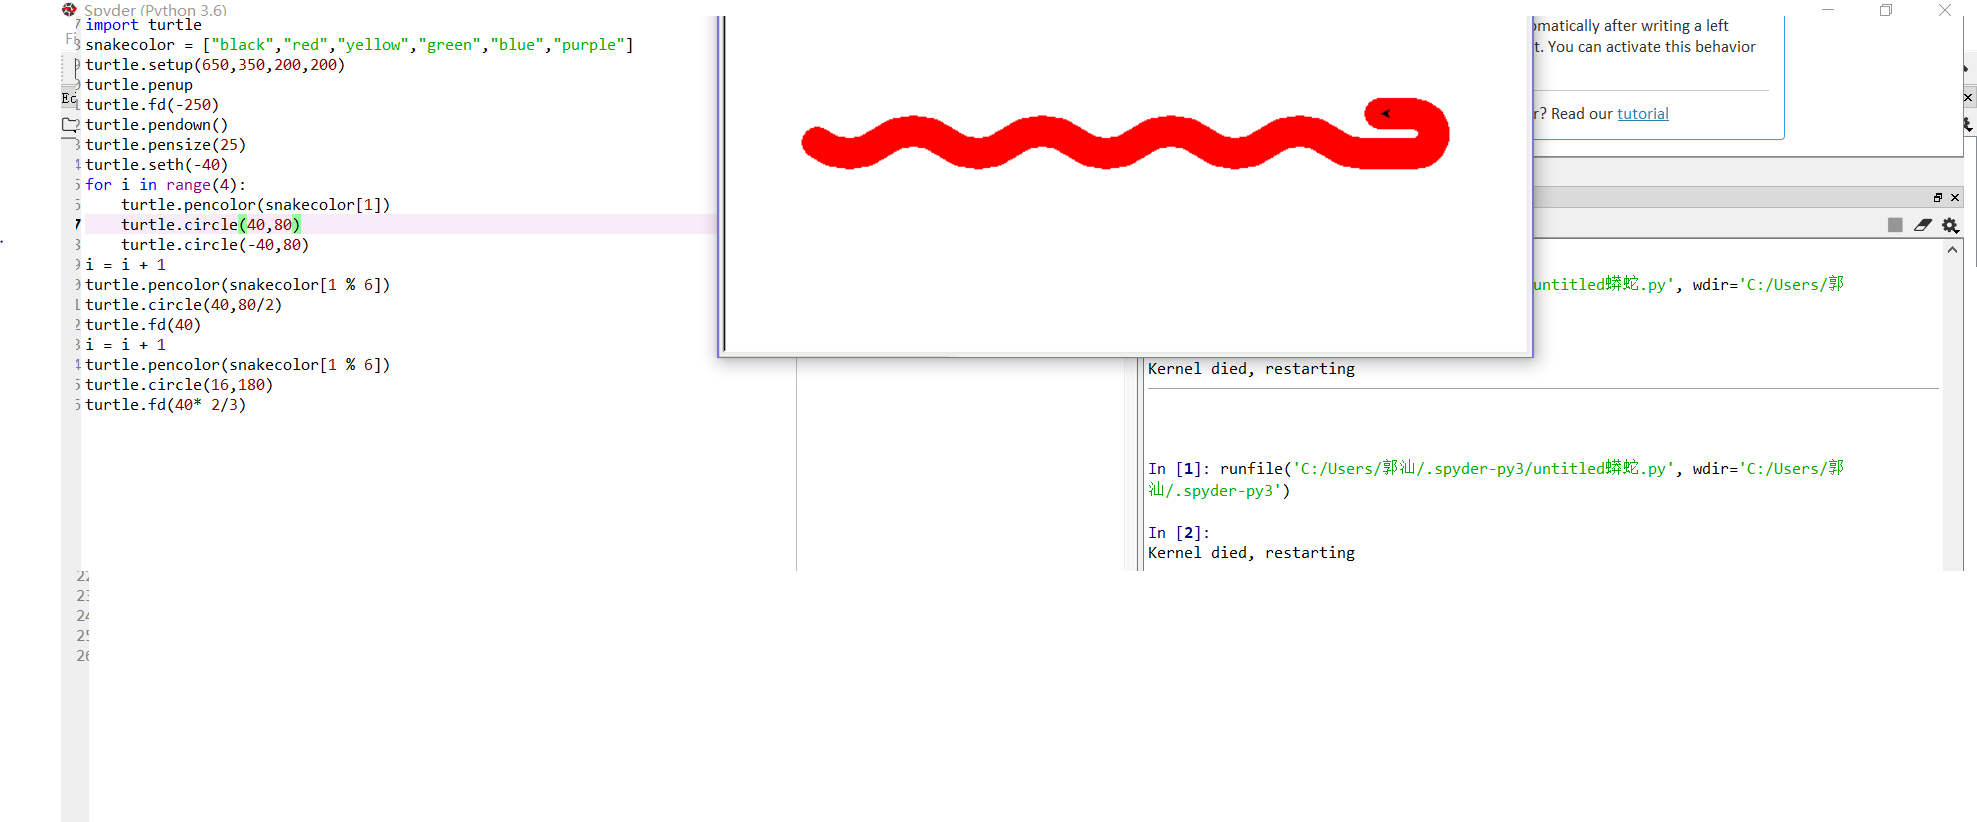 Spyder (Python 3.6)
import turtle
snakecolor = ["black","red","yellow","green","blue","purple"]
turtle.setup(650,350,200,200)
turtle.penup
turtle.fd(-250)
turtle.pendown()
turtle.pensize(25)
turtle.seth(-40)
for i in range(4):
    turtle.pencolor(snakecolor[1])
    turtle.circle(40,80)
    turtle.circle(-40,80)
i = i + 1
turtle.pencolor(snakecolor[1 % 6])
turtle.circle(40,80/2)
turtle.fd(40)
i = i + 1
turtle.pencolor(snakecolor[1 % 6])
turtle.circle(16,180)
turtle.fd(40* 2/3)
22
23
24
25
26
omatically after writing a left
t. You can activate this behavior
r? Read our tutorial
untitled蟒蛇.py', wdir='C:/Users/郭
Kernel died, restarting
In [1]: runfile('C:/Users/郭汕/.spyder-py3/untitled蟒蛇.py', wdir='C:/Users/郭
汕/.spyder-py3')
In [2]:
Kernel died, restarting